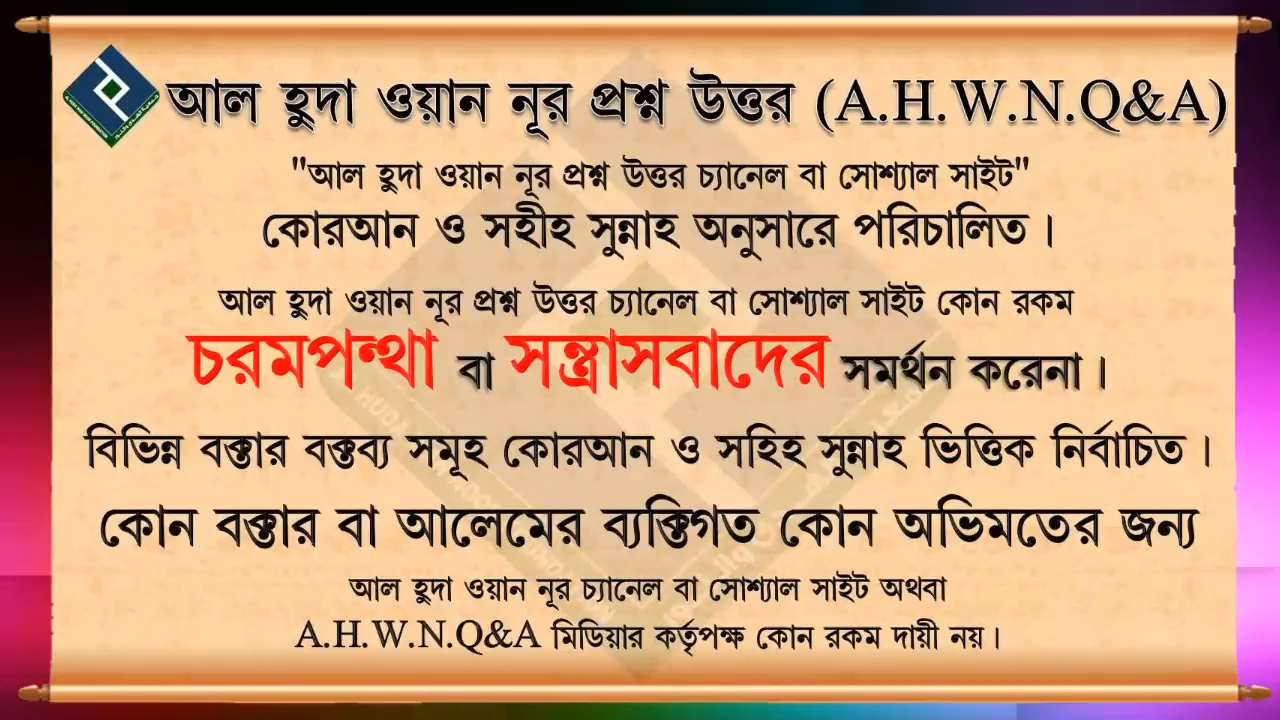 আল হুদা ওয়ান নূর প্রশ্ন উত্তর (A.H.W.N.Q&A)
"আল হুদা ওয়ান নূর প্রশ্ন উত্তর চ্যানেল বা সোশ্যাল সাইট"
কোরআন ও সহীহ সুন্নাহ অনুসারে পরিচালিত।
আল হুদা ওয়ান নূর প্রশ্ন উত্তর চ্যানেল বা সোশ্যাল সাইট কোন রকম
চরমপন্থা বা সন্ত্রাসবাদের সমর্থন করেনা।
বিভিন্ন বক্তার বক্তব্য সমূহ কোরআন ও সহিহ সুন্নাহ ভিত্তিক নির্বাচিত।
কোন বক্তার বা আলেমের ব্যক্তিগত কোন অভিমতের জন্য
আল হুদা ওয়ান নূর চ্যানেল বা সোশ্যাল সাইট অথবা
A.H.W.N.Q&A মিডিয়ার কর্তৃপক্ষ কোন রকম দায়ী নয়।